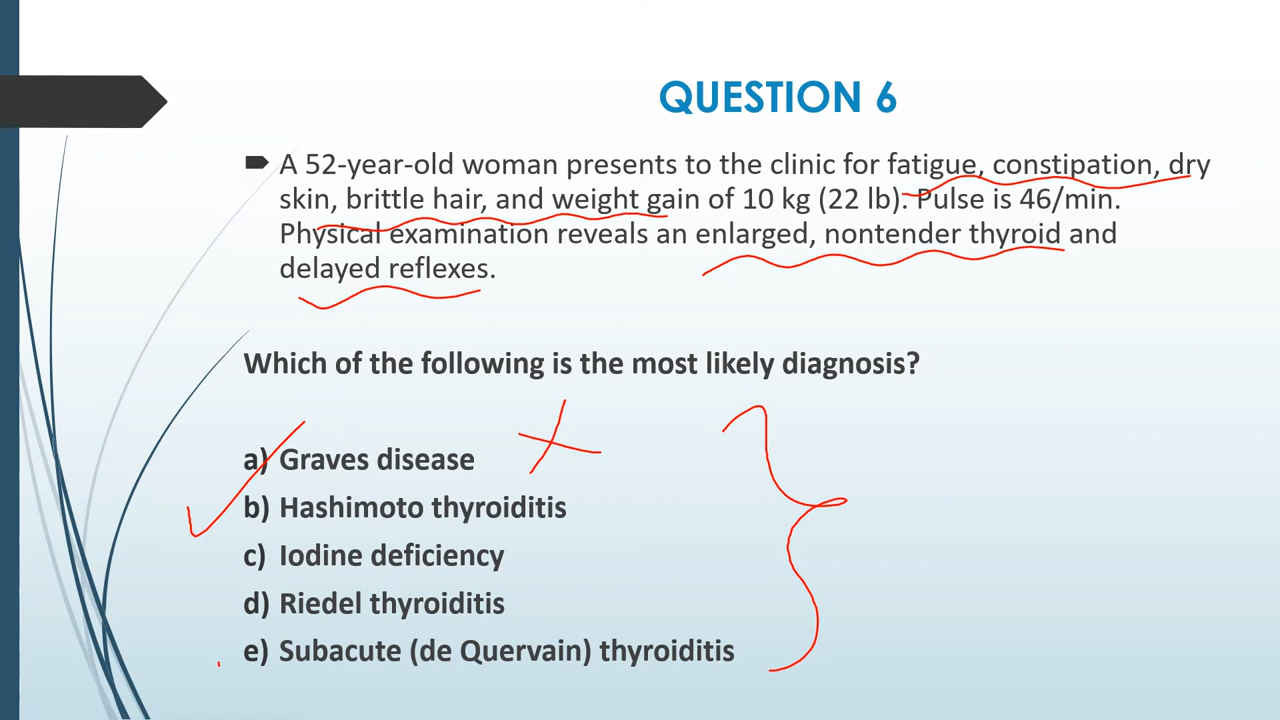 QUESTION 6
A 52-year-old woman presents to the clinic for fatigue, constipation, dry
skin, brittle hair, and weight gain of 10 kg (22 lb). Pulse is 46/min.
Physical examination reveals an enlarged, nontender thyroid and
delayed reflexes.
Which of the following is the most likely diagnosis?
a) Graves disease
b) Hashimoto thyroiditis
c) Iodine deficiency
d) Riedel thyroiditis
e) Subacute (de Quervain) thyroiditis